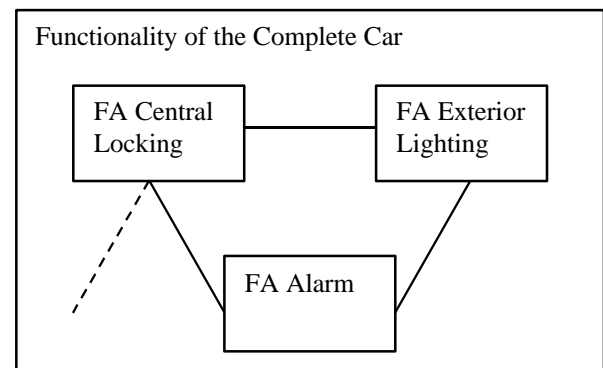 Functionality of the Complete Car
FA Central
Locking
FA Exterior
Lighting
FA Alarm